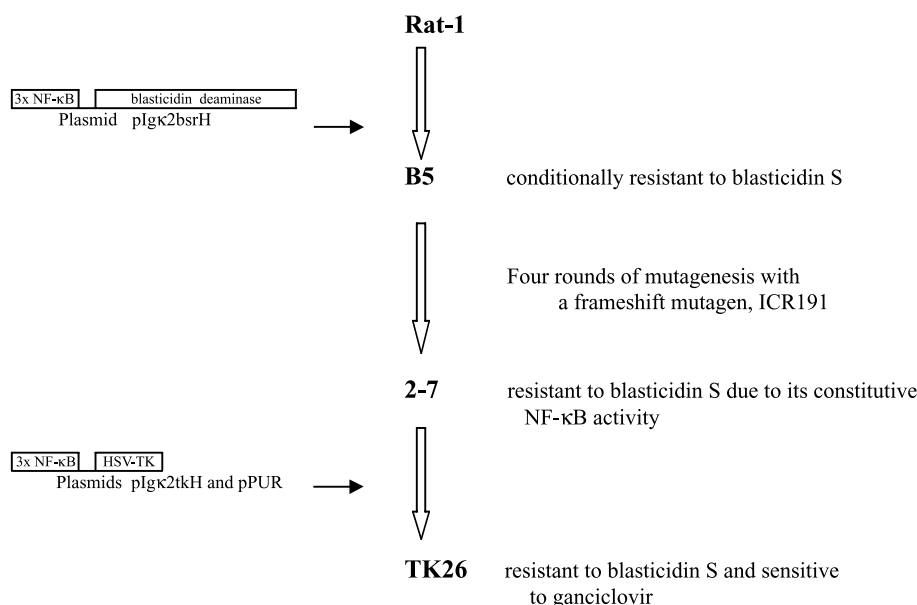 Rat-1
3x NF-κB blasticidin deaminase
Plasmid pIgκ2bsrH
B5 conditionally resistant to blasticidin S
Four rounds of mutagenesis with
a frameshift mutagen, ICR191
2-7 resistant to blasticidin S due to its constitutive
NF-κB activity
3x NF-κB HSV-TK
Plasmids pIgκ2tkH and pPUR
TK26 resistant to blasticidin S and sensitive
to ganciclovir